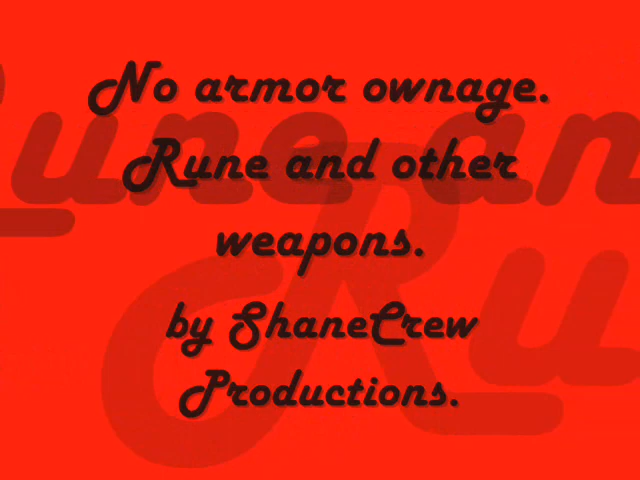 No armor ownage.
Rune and other
weapons.
by ShaneCrew
Productions.